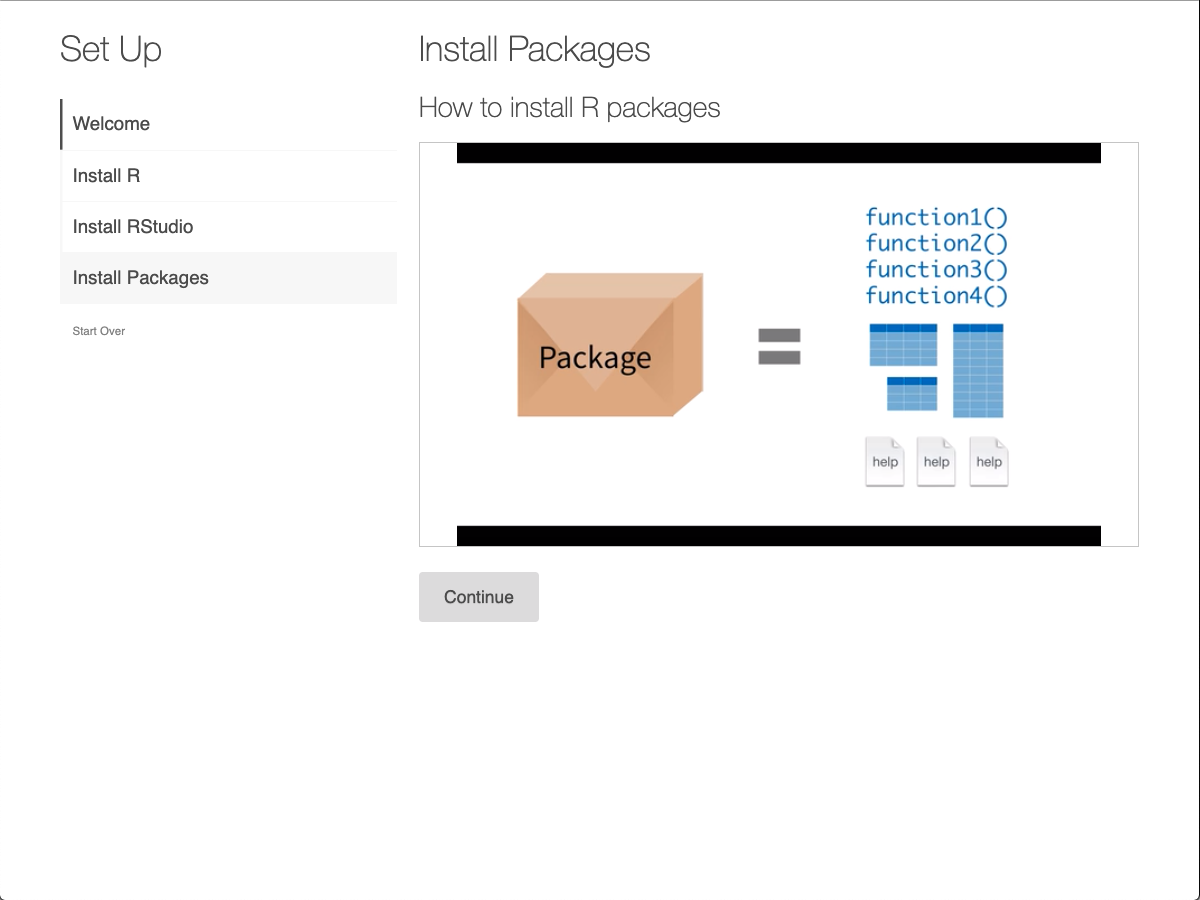 Set Up
Welcome
Install R
Install RStudio
Install Packages
Start Over
Install Packages
How to install R packages
Package
function1()
function2()
function3()
function4()
help help help
Continue